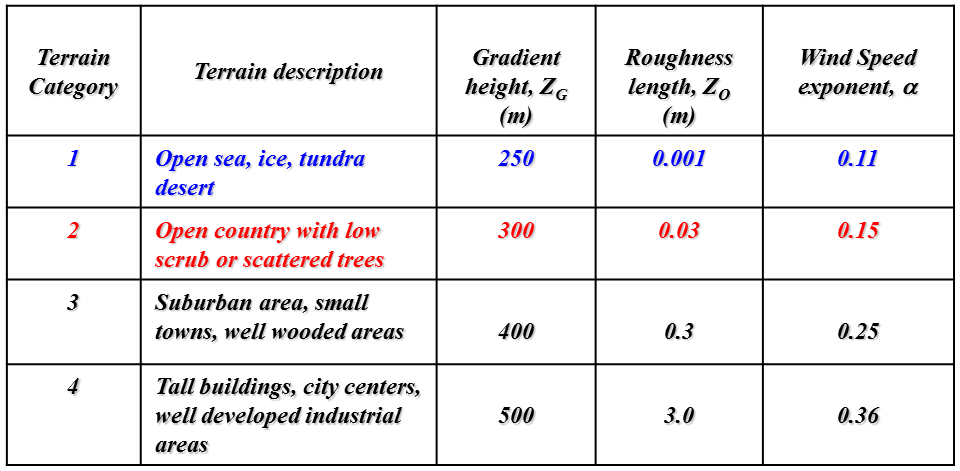 Terrain Category
Terrain description
Gradient height, ZG (m)
Roughness length, ZO (m)
Wind Speed exponent, α
1
Open sea, ice, tundra
desert
250
0.001
0.11
2
Open country with low
scrub or scattered trees
300
0.03
0.15
3
Suburban area, small
towns, well wooded areas
400
0.3
0.25
4
Tall buildings, city centers,
well developed industrial
areas
500
3.0
0.36